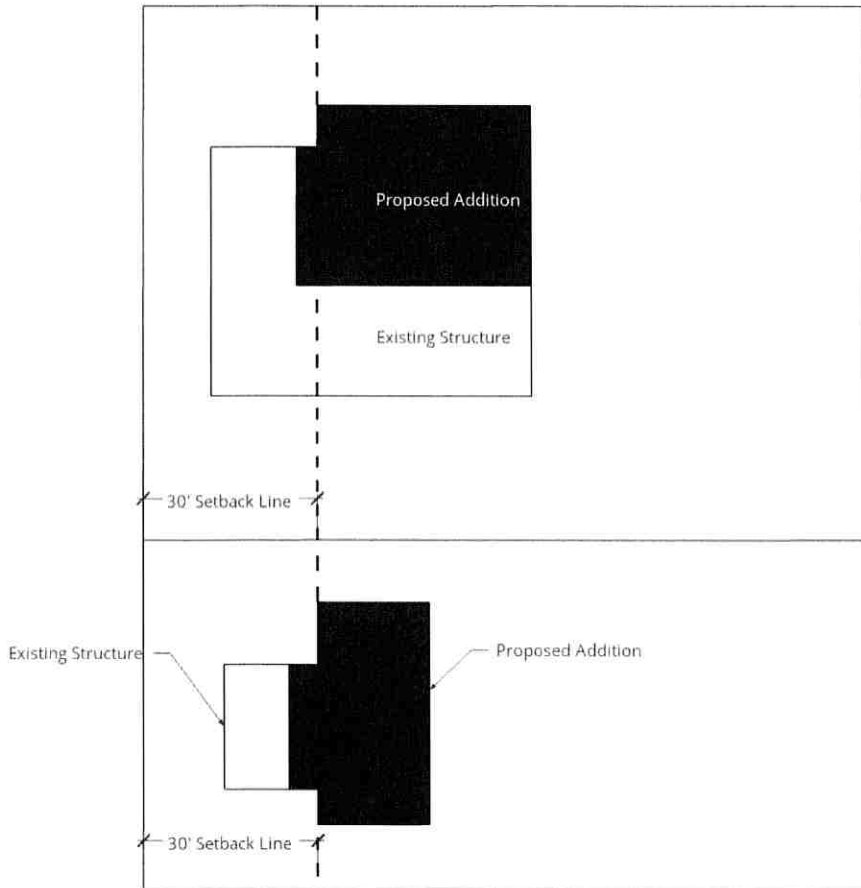 Proposed Addition
Existing Structure
30' Setback Line
Existing Structure
Proposed Addition
30' Setback Line